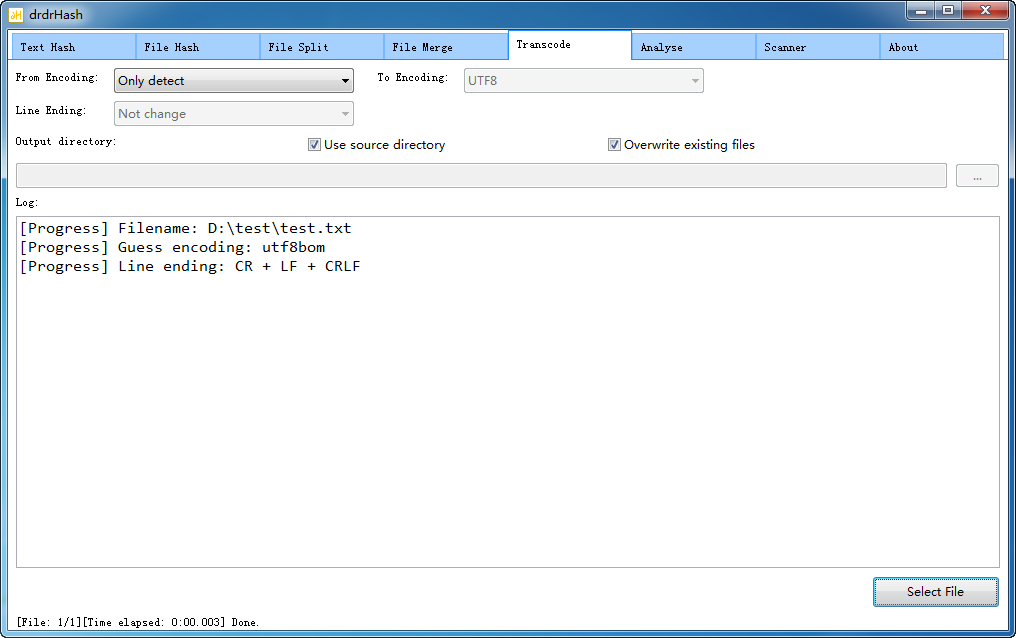 drdrHash
Text Hash File Hash File Split File Merge Transcode Analyse Scanner About
From Encoding: Only detect To Encoding: UTF8
Line Ending: Not change
Output directory: Use source directory Overwrite existing files
...
Log:
[Progress] Filename: D:\test\test.txt
[Progress] Guess encoding: utf8bom
[Progress] Line ending: CR + LF + CRLF
Select File
[File: 1/1][Time elapsed: 0:00.003] Done.